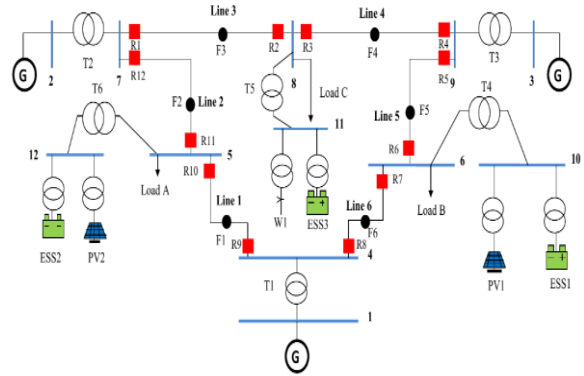 Line 3
Line 4
R1
R2
R3
R4
F3
F4
G
2
T2
7
R12
T6
F2
Line 2
T5
8
Load C
R5
9
T3
3
G
T4
Line 5
F5
12
R11
5
R10
Load A
11
R6
6
R7
Load B
10
ESS2
PV2
Line 1
F1
R9
W1
ESS3
Line 6
F6
R8
4
PV1
ESS1
T1
1
G